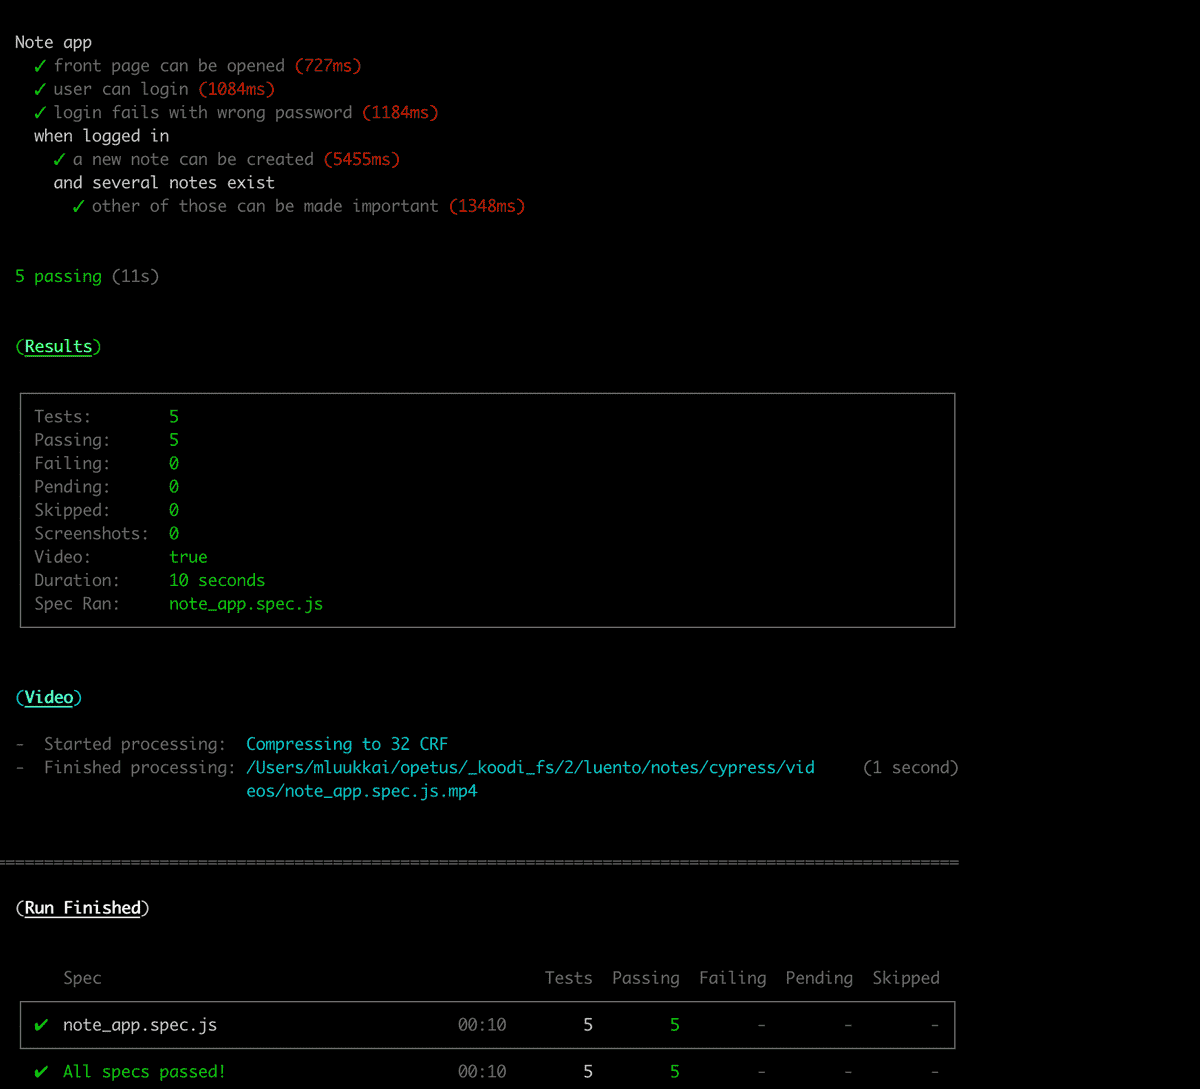 Note app
✓ front page can be opened (727ms)
✓ user can login (1084ms)
✓ login fails with wrong password (1184ms)
when logged in
✓ a new note can be created (5455ms)
and several notes exist
✓ other of those can be made important (1348ms)
5 passing (11s)
(Results)
Tests: 5
Passing: 5
Failing: 0
Pending: 0
Skipped: 0
Screenshots: 0
Video: true
Duration: 10 seconds
Spec Ran: note_app.spec.js
(Video)
- Started processing: Compressing to 32 CRF
- Finished processing: /Users/mluukkai/opetus/_koodi_fs/2/luento/notes/cypress/vid (1 second)
eos/note_app.spec.js.mp4
====================================================================================================
(Run Finished)
Spec Tests Passing Failing Pending Skipped
✔ note_app.spec.js 00:10 5 5 - - -
✔ All specs passed! 00:10 5 5 - - -